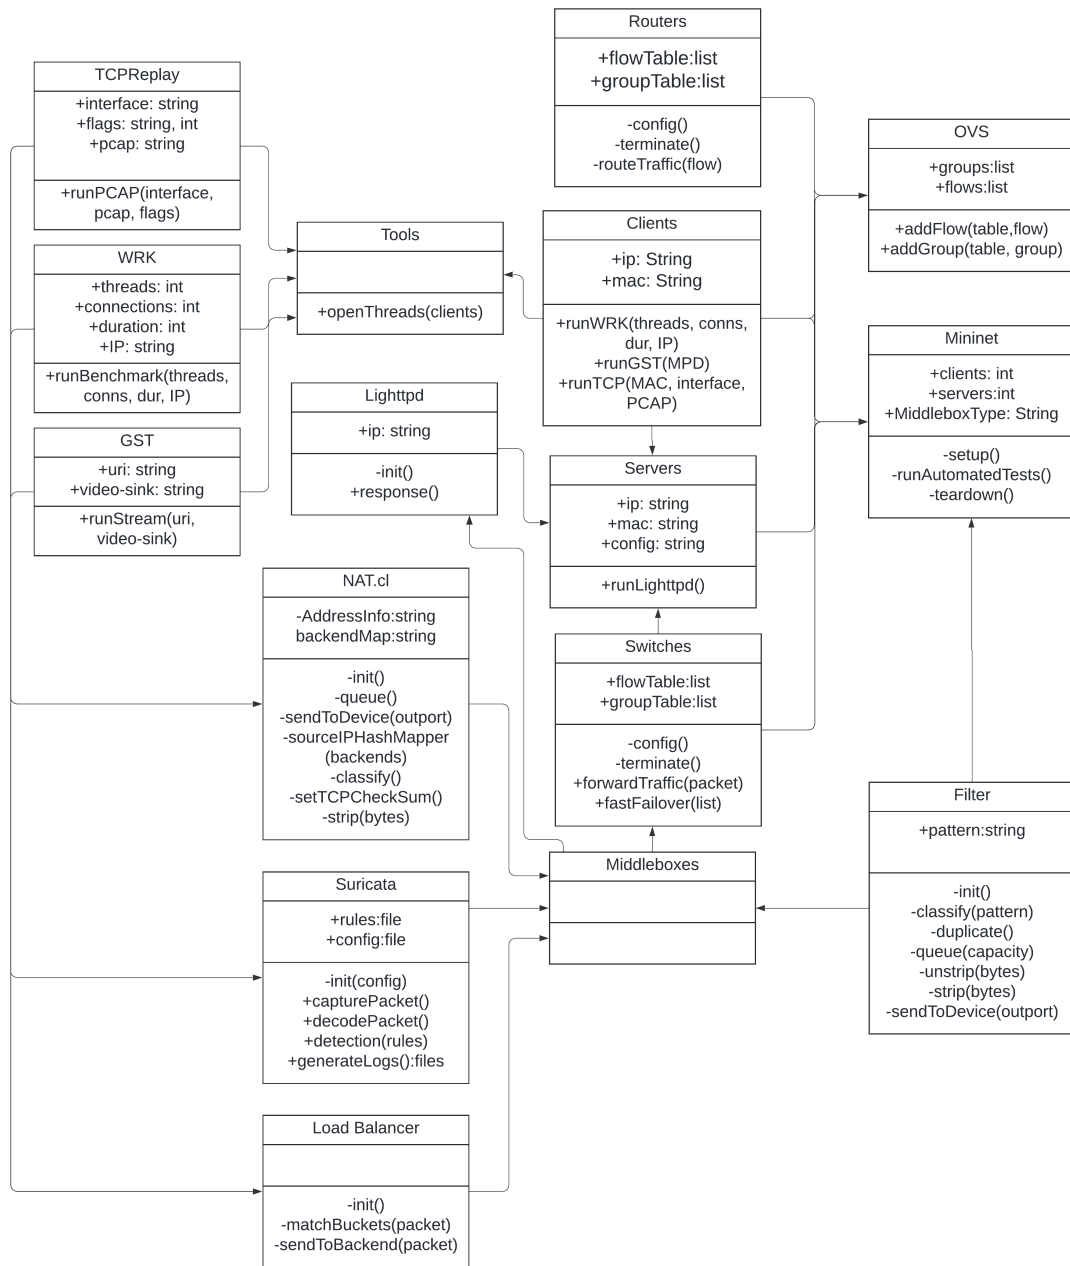 Routers
+flowTable:list
+groupTable:list
-config()
-terminate()
-routeTraffic(flow)
TCPReplay
+interface: string
+flags: string, int
+pcap: string
+runPCAP(interface,
pcap, flags)
OVS
+groups:list
+flows:list
+addFlow(table,flow)
+addGroup(table, group)
Tools
+openThreads(clients)
Clients
+ip: String
+mac: String
+runWRK(threads, conns,
dur, IP)
+runGST(MPD)
+runTCP(MAC, interface,
PCAP)
WRK
+threads: int
+connections: int
+duration: int
+IP: string
+runBenchmark(threads,
conns, dur, IP)
Mininet
+clients: int
+servers:int
+MiddleboxType: String
-setup()
-runAutomatedTests()
-teardown()
Lighttpd
+ip: string
-init()
+response()
GST
+uri: string
+video-sink: string
+runStream(uri,
video-sink)
Servers
+ip: string
+mac: string
+config: string
+runLighttpd()
NAT.cl
-AddressInfo:string
backendMap:string
-init()
-queue()
-sendToDevice(outport)
-sourceIPHashMapper
(backends)
-classify()
-setTCPCheckSum()
-strip(bytes)
Switches
+flowTable:list
+groupTable:list
-config()
-terminate()
+forwardTraffic(packet)
+fastFailover(list)
Filter
+pattern:string
-init()
-classify(pattern)
-duplicate()
-queue(capacity)
-unstrip(bytes)
-strip(bytes)
-sendToDevice(outport)
Middleboxes
Suricata
+rules:file
+config:file
-init(config)
+capturePacket()
+decodePacket()
+detection(rules)
+generateLogs():files
Load Balancer
-init()
-matchBuckets(packet)
-sendToBackend(packet)